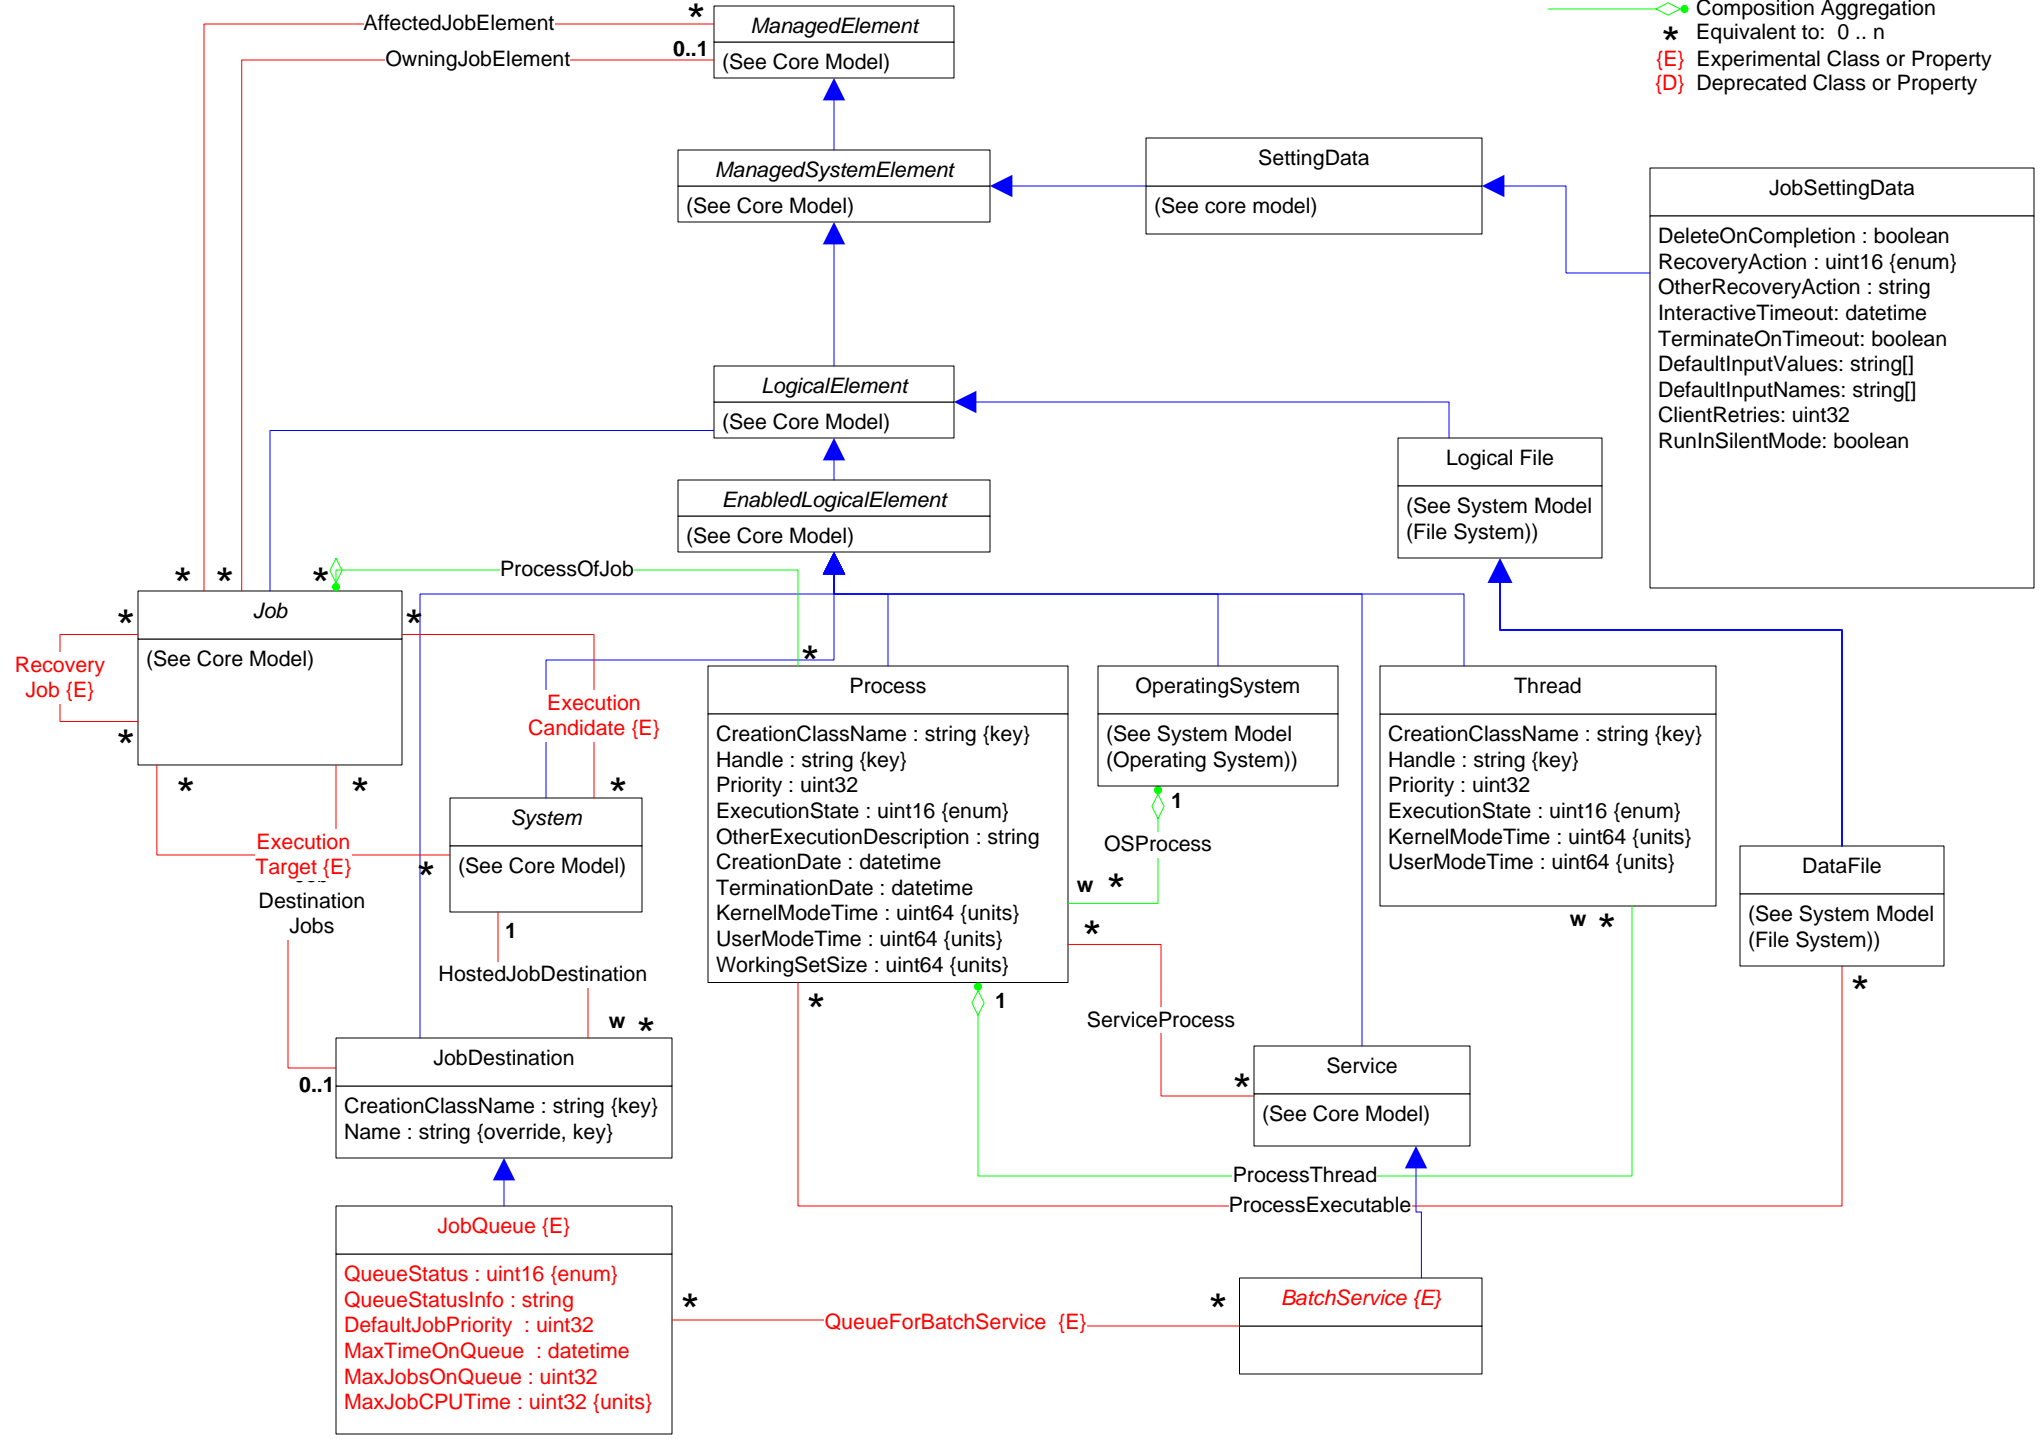 Composition Aggregation
* Equivalent to: 0 .. n
{E} Experimental Class or Property
{D} Deprecated Class or Property
AffectedJobElement
*
OwningJobElement
0..1
ManagedElement
(See Core Model)
ManagedSystemElement
(See Core Model)
SettingData
(See core model)
JobSettingData
DeleteOnCompletion : boolean
RecoveryAction : uint16 {enum}
OtherRecoveryAction : string
InteractiveTimeout: datetime
TerminateOnTimeout: boolean
DefaultInputValues: string[]
DefaultInputNames: string[]
ClientRetries: uint32
RunInSilentMode: boolean
LogicalElement
(See Core Model)
Logical File
(See System Model
(File System))
EnabledLogicalElement
(See Core Model)
* * *
ProcessOfJob
*
Job
*
(See Core Model)
Recovery
Job {E}
*
*
Execution
Candidate {E}
*
* *
*
Process
CreationClassName : string {key}
Handle : string {key}
Priority : uint32
ExecutionState : uint16 {enum}
OtherExecutionDescription : string
CreationDate : datetime
TerminationDate : datetime
KernelModeTime : uint64 {units}
UserModeTime : uint64 {units}
WorkingSetSize : uint64 {units}
OperatingSystem
(See System Model
(Operating System))
1
OSProcess
w *
Thread
CreationClassName : string {key}
Handle : string {key}
Priority : uint32
ExecutionState : uint16 {enum}
KernelModeTime : uint64 {units}
UserModeTime : uint64 {units}
w *
DataFile
(See System Model
(File System))
*
System
(See Core Model)
Execution
Target {E}
*
Destination
Jobs
1
HostedJobDestination
w *
*
1
*
ServiceProcess
*
0..1
JobDestination
CreationClassName : string {key}
Name : string {override, key}
Service
(See Core Model)
ProcessThread
ProcessExecutable
JobQueue {E}
QueueStatus : uint16 {enum}
QueueStatusInfo : string
DefaultJobPriority : uint32
MaxTimeOnQueue : datetime
MaxJobsOnQueue : uint32
MaxJobCPUTime : uint32 {units}
*
QueueForBatchService {E}
*
BatchService {E}